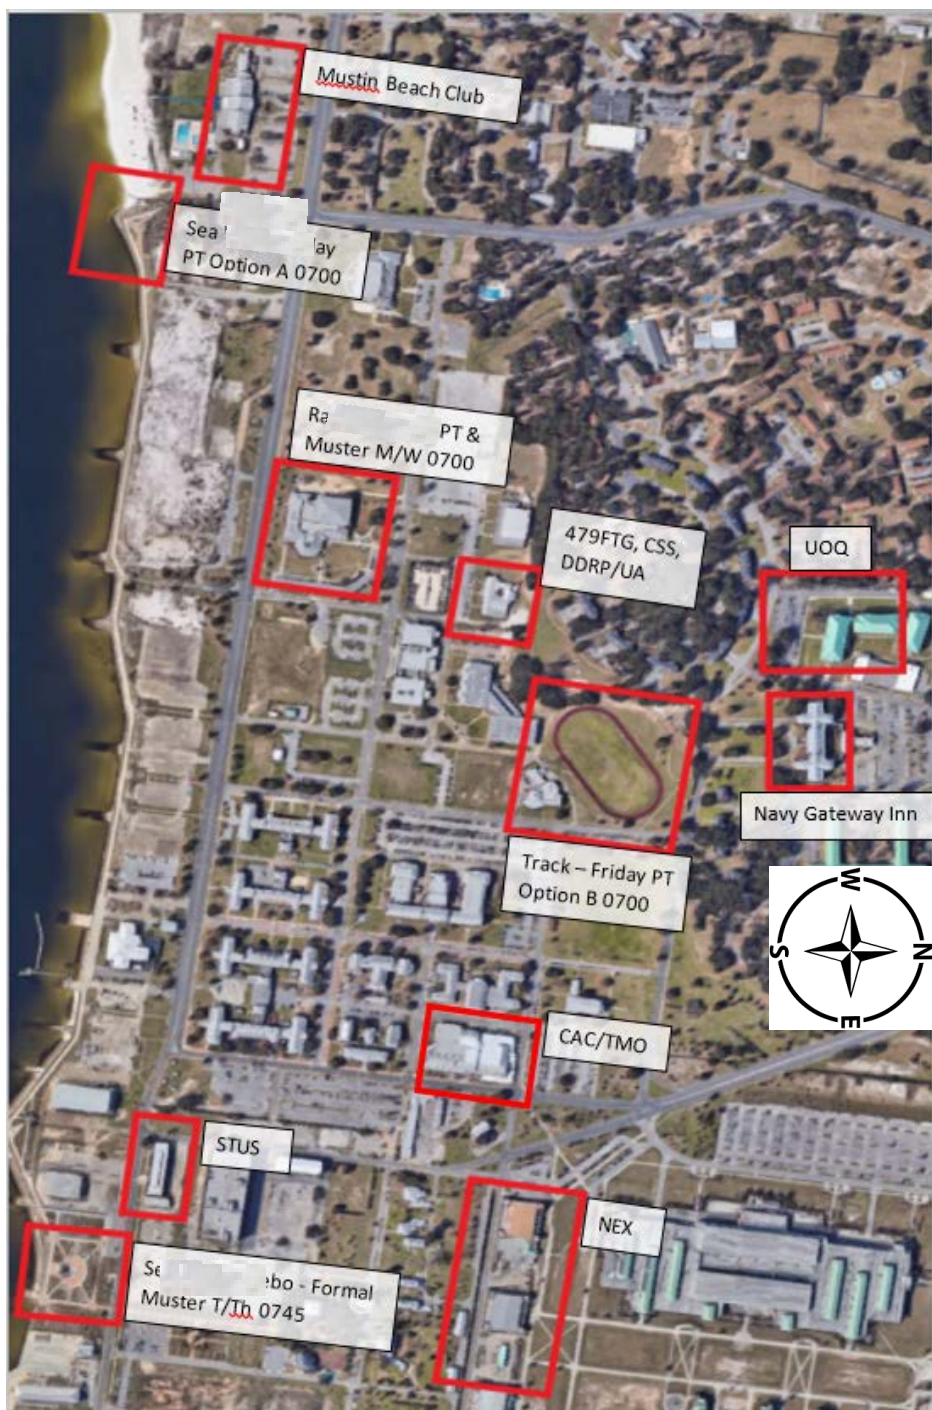 Mustin Beach Club
Sea
lay
PT Option A 0700
Ra PT &
Muster M/W 0700
479FTG, CSS,
DDRP/UA
UOQ
Navy Gateway Inn
Track – Friday PT
Option B 0700
W
S
N
E
CAC/TMO
STUS
NEX
Se ebo - Formal
Muster T/Th 0745